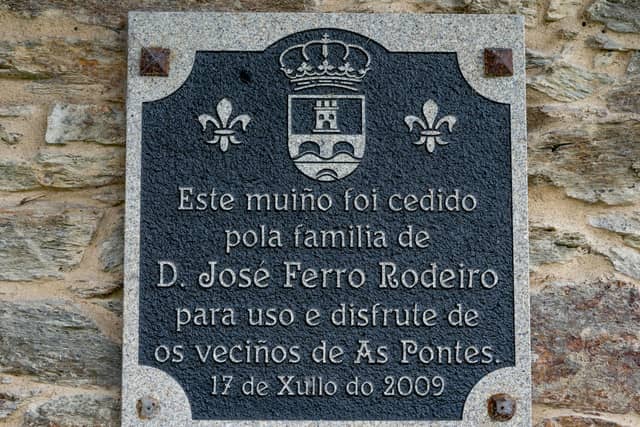 Este muiño foi cedido
pola familia de
D. José Ferro Rodeiro
para uso e disfrute de
os veciños de As Pontes.
17 de Xullo do 2009